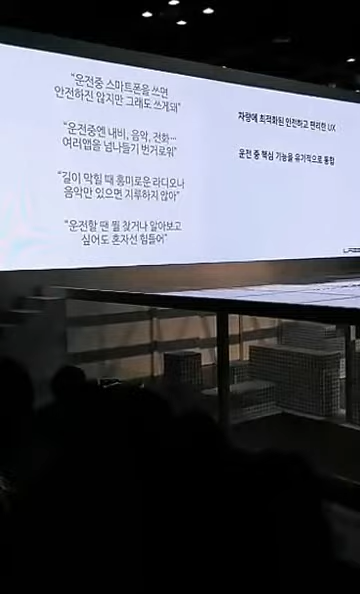 "운전중 스마트폰을 쓰면
안전하진 않지만 그래도 쓰게돼"
"운전중엔 내비, 음악, 전화…
여러앱을 넘나들기 번거로워"
"길이 막힐 때 흥미로운 라디오나
음악만 있으면 지루하지 않아"
"운전할 땐 뭘 찾거나 알아보고
싶어도 혼자선 힘들어"
차량에 최적화된 안전하고 편리한 UX
운전 중 핵심 기능을 유기적으로 통합